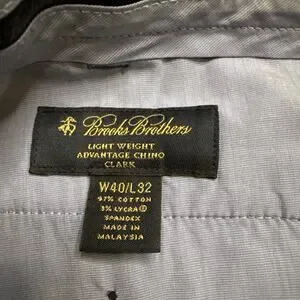 Brooks Brothers
LIGHT WEIGHT
ADVANTAGE CHINO
CLARK
W40/L32
97% COTTON
3% LYCRA®
SPANDEX
MADE IN
MALAYSIA